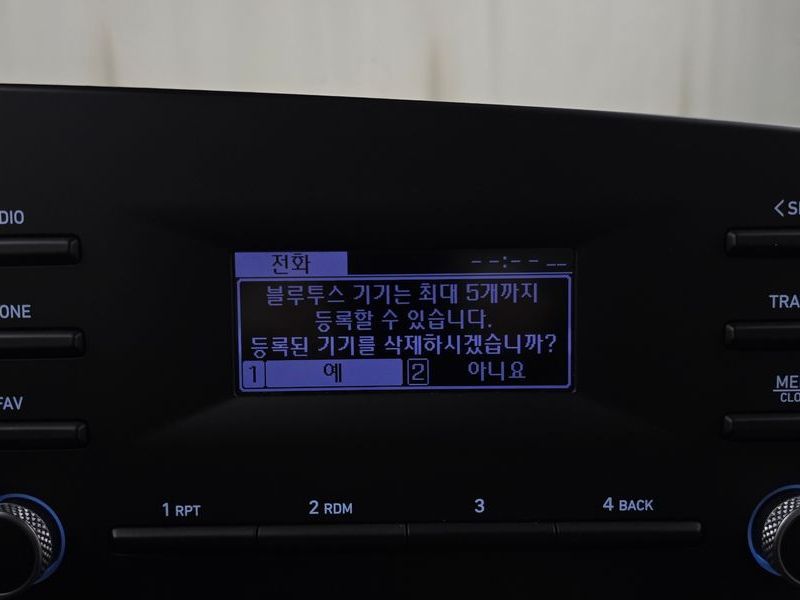 전화 --:-- __
블루투스 기기는 최대 5개까지
등록할 수 있습니다.
등록된 기기를 삭제하시겠습니까?
1 예 2 아니요
DIO
ONE
FAV
<SE
TRA
ME
CLO
1 RPT 2 RDM 3 4 BACK